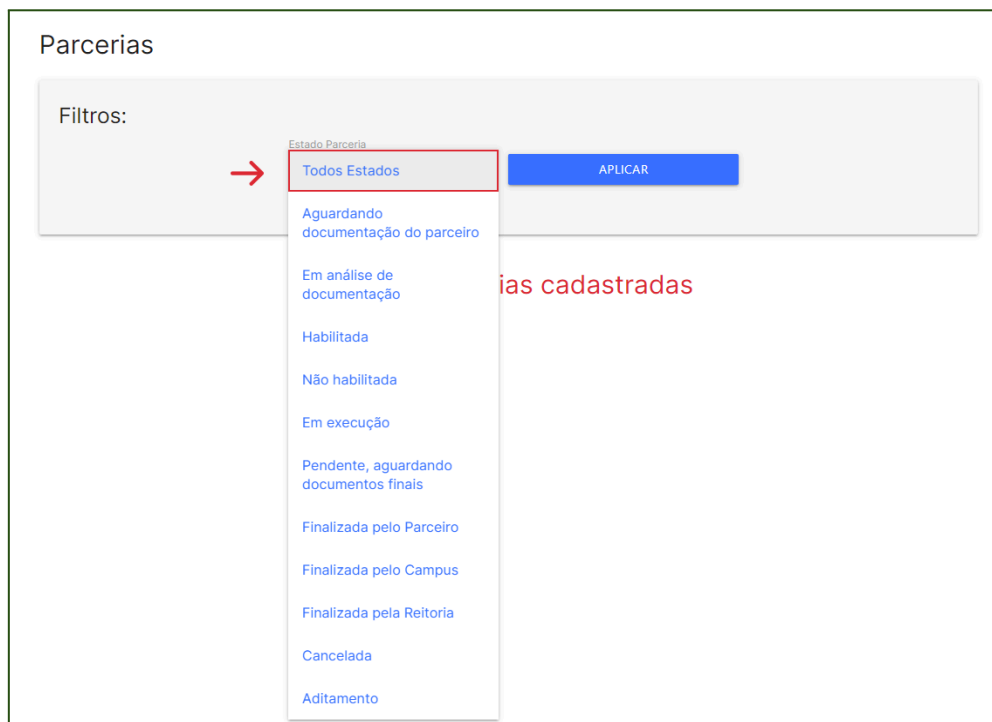 Parcerias
Filtros:
Estado Parceria
Todos Estados
APLICAR
Aguardando
documentação do parceiro
Em análise de
documentação
ias cadastradas
Habilitada
Não habilitada
Em execução
Pendente, aguardando
documentos finais
Finalizada pelo Parceiro
Finalizada pelo Campus
Finalizada pela Reitoria
Cancelada
Aditamento